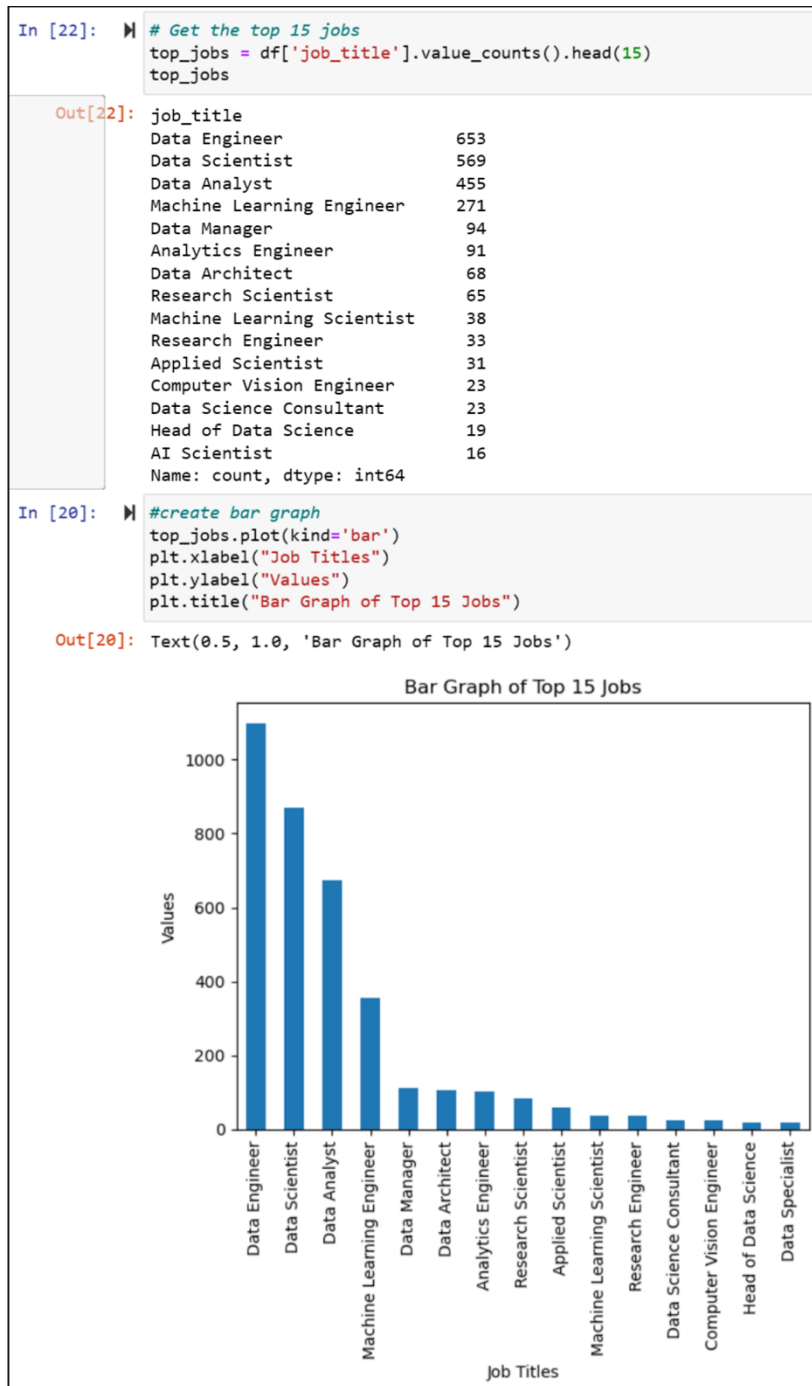 In [22]: # Get the top 15 jobs
top_jobs = df['job_title'].value_counts().head(15)
top_jobs
Out[22]: job_title
Data Engineer 653
Data Scientist 569
Data Analyst 455
Machine Learning Engineer 271
Data Manager 94
Analytics Engineer 91
Data Architect 68
Research Scientist 65
Machine Learning Scientist 38
Research Engineer 33
Applied Scientist 31
Computer Vision Engineer 23
Data Science Consultant 23
Head of Data Science 19
AI Scientist 16
Name: count, dtype: int64
In [20]: #create bar graph
top_jobs.plot(kind='bar')
plt.xlabel("Job Titles")
plt.ylabel("Values")
plt.title("Bar Graph of Top 15 Jobs")
Out[20]: Text(0.5, 1.0, 'Bar Graph of Top 15 Jobs')
Bar Graph of Top 15 Jobs
Values
1000
800
600
400
200
0
Data Engineer
Data Scientist
Data Analyst
Machine Learning Engineer
Data Manager
Data Architect
Analytics Engineer
Research Scientist
Applied Scientist
Machine Learning Scientist
Research Engineer
Data Science Consultant
Computer Vision Engineer
Head of Data Science
Data Specialist
Job Titles